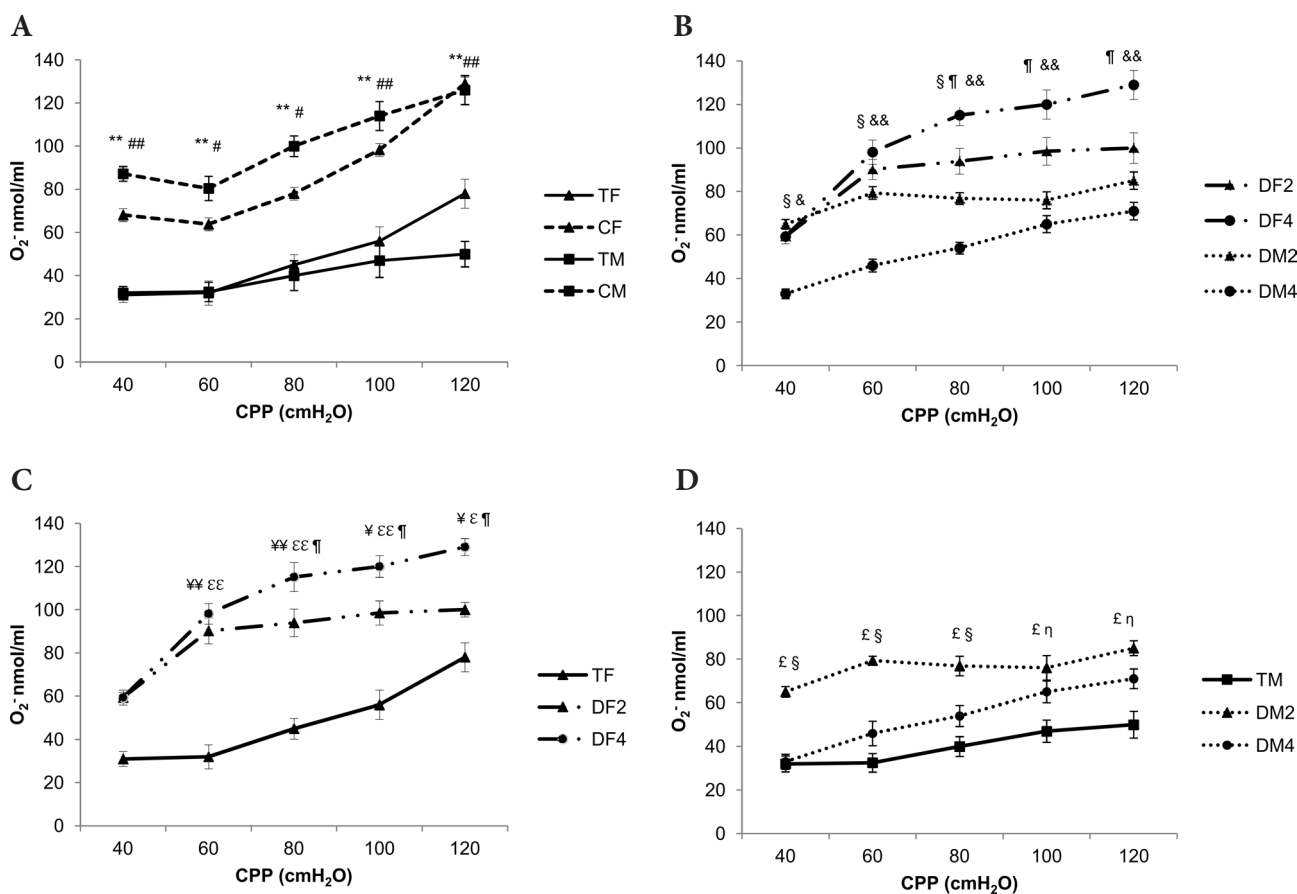 A
O₂⁻ nmol/ml
140
120
100
80
60
40
20
0
** ##
** #
** #
** ##
**##
40 60 80 100 120
CPP (cmH₂O)
TF
CF
TM
CM
B
O₂⁻ nmol/ml
140
120
100
80
60
40
20
0
§ &
§ &&
§ ¶ &&
¶ &&
¶ &&
40 60 80 100 120
CPP (cmH₂O)
DF2
DF4
DM2
DM4
C
O₂⁻ nmol/ml
140
120
100
80
60
40
20
0
¥¥ εε
¥¥ εε ¶
¥ εε ¶
¥ ε ¶
40 60 80 100 120
CPP (cmH₂O)
TF
DF2
DF4
D
O₂⁻ nmol/ml
140
120
100
80
60
40
20
0
£ §
£ §
£ §
£ η
£ η
40 60 80 100 120
CPP (cmH₂O)
TM
DM2
DM4